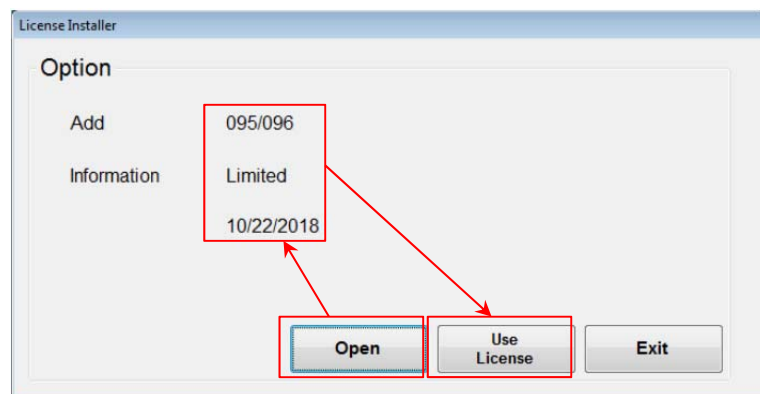 License Installer
Option
Add 095/096
Information Limited
10/22/2018
Open
Use
License
Exit